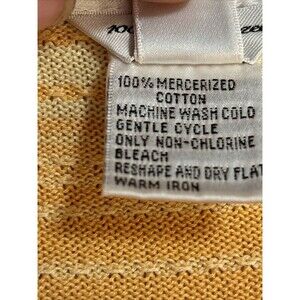 100% MERCERIZED
COTTON
MACHINE WASH COLD
GENTLE CYCLE
ONLY NON-CHLORINE
BLEACH
RESHAPE AND DRY FLAT
WARM IRON